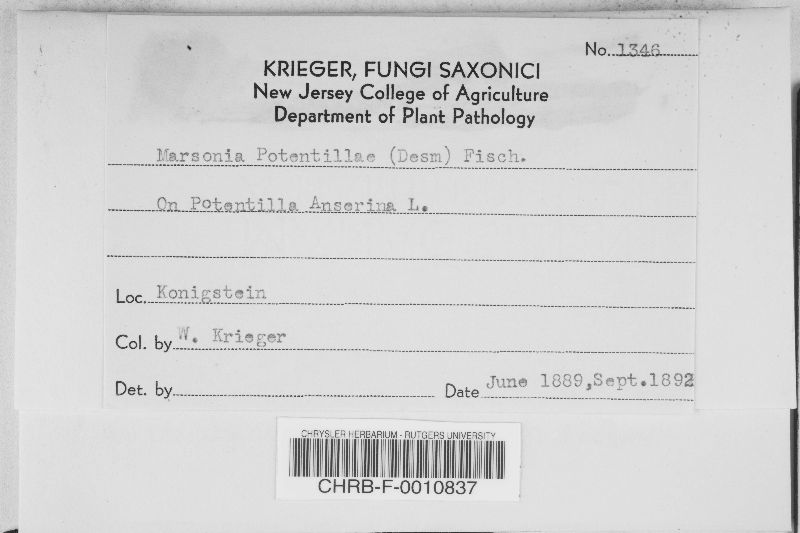 No. 1346
KRIEGER, FUNGI SAXONICI
New Jersey College of Agriculture
Department of Plant Pathology
Marsonia Potentillae (Desm) Fisch.
On Potentilla Anserina L.
Loc. Konigstein
Col. by W. Krieger
Det. by
Date June 1889,Sept.1892
CHRYSLER HERBARIUM - RUTGERS UNIVERSITY
CHRB-F-0010837